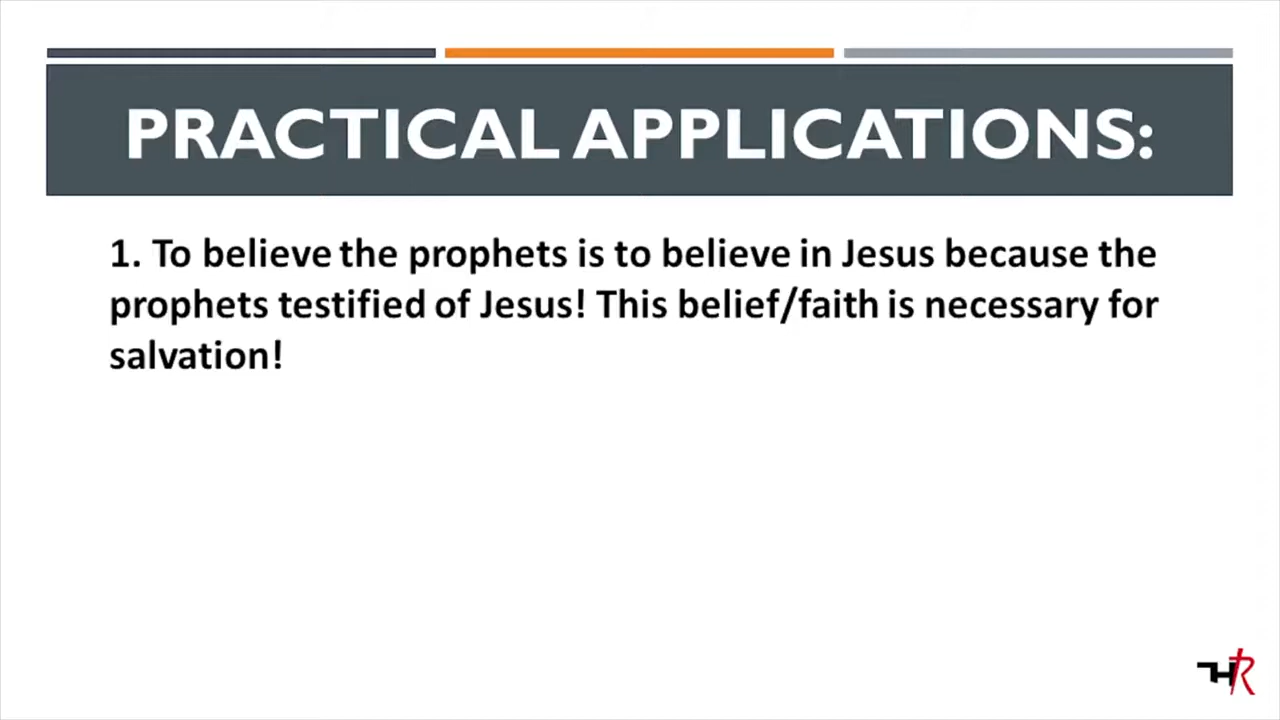 PRACTICAL APPLICATIONS:
1. To believe the prophets is to believe in Jesus because the
prophets testified of Jesus! This belief/faith is necessary for
salvation!